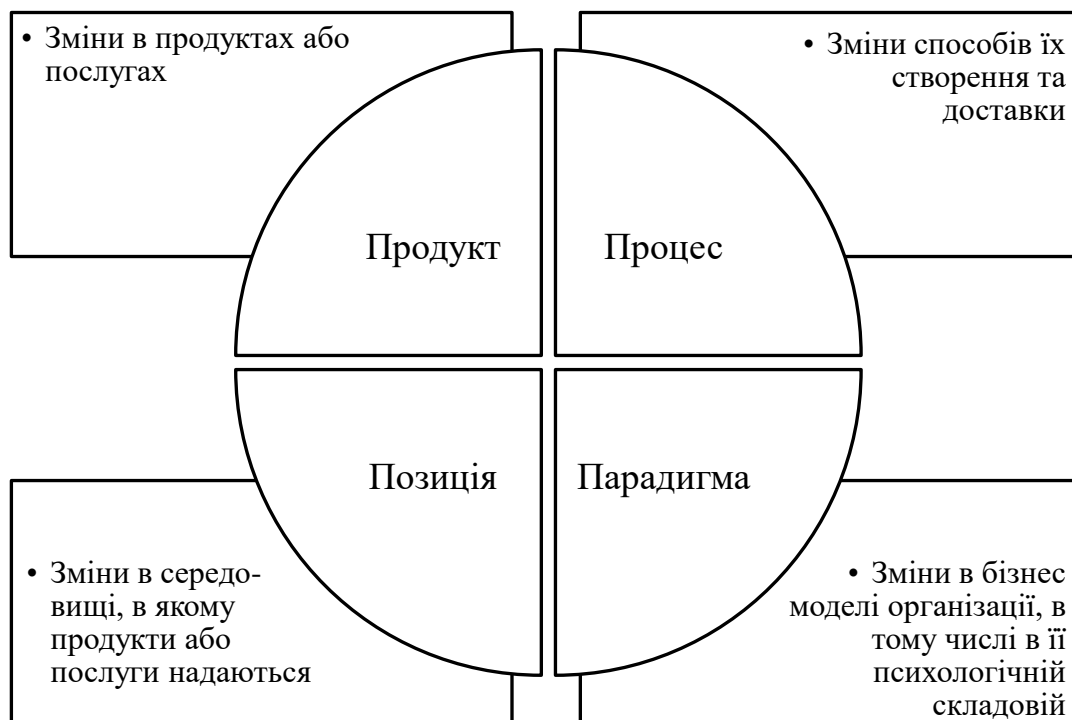 • Зміни в продуктах або
послугах
• Зміни способів їх
створення та
доставки
Продукт
Процес
Позиція
Парадигма
• Зміни в середо-
вищі, в якому
продукти або
послуги надаються
• Зміни в бізнес
моделі організації, в
тому числі в її
психологічній
складовій